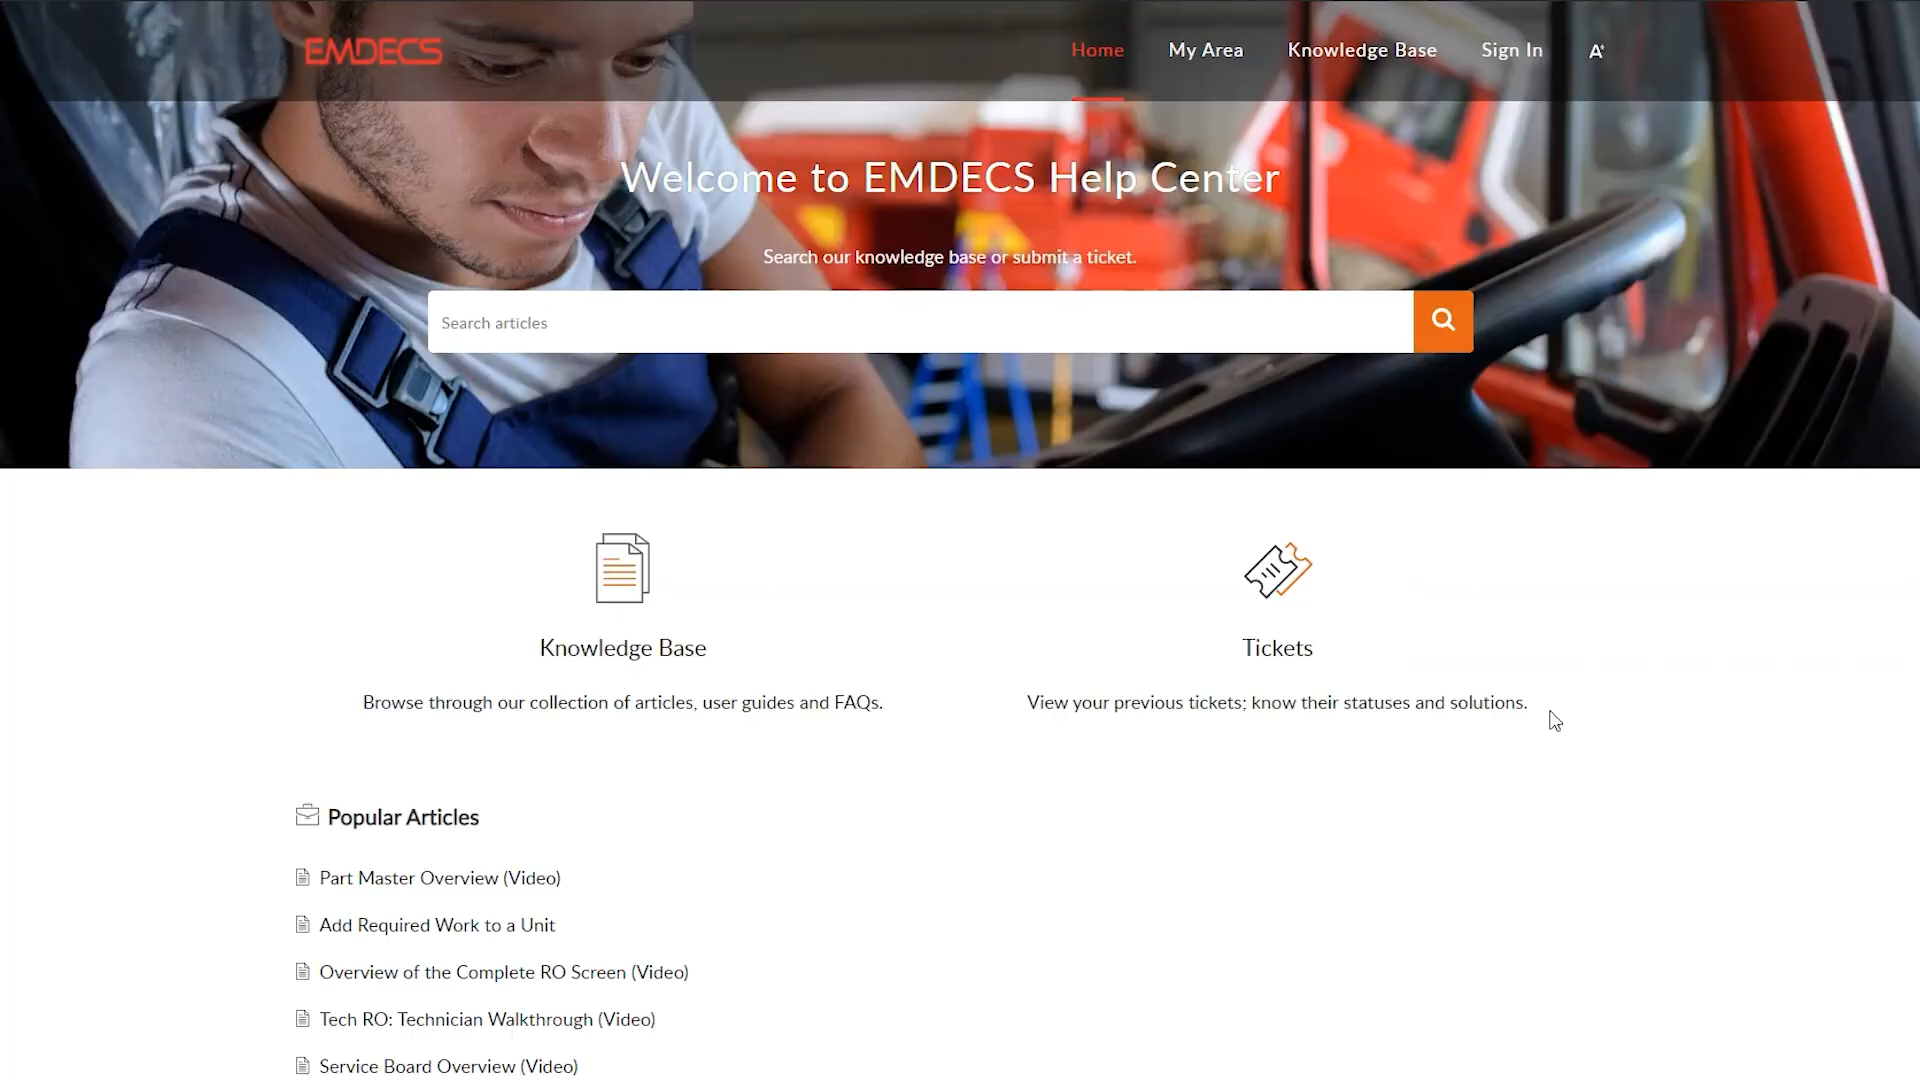 EMDECS
Home My Area Knowledge Base Sign In A+
Welcome to EMDECS Help Center
Search our knowledge base or submit a ticket.
Search articles
Knowledge Base
Tickets
Browse through our collection of articles, user guides and FAQs.
View your previous tickets; know their statuses and solutions.
Popular Articles
Part Master Overview (Video)
Add Required Work to a Unit
Overview of the Complete RO Screen (Video)
Tech RO: Technician Walkthrough (Video)
Service Board Overview (Video)